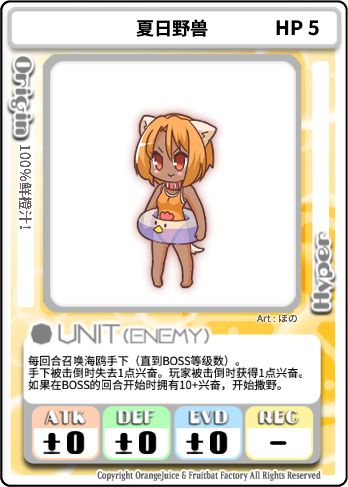 夏日野兽 HP 5
Origin
100%鲜橙汁!
Hyper
Art : ほの
UNIT(ENEMY)
每回合召唤海鸥手下（直到BOSS等级数）。
手下被击倒时失去1点兴奋。玩家被击倒时获得1点兴奋。
如果在BOSS的回合开始时拥有10+兴奋，开始撒野。
ATK DEF EVD REC
±0 ±0 ±0 -
Copyright OrangeJuice & Fruitbat Factory All Rights Reserved